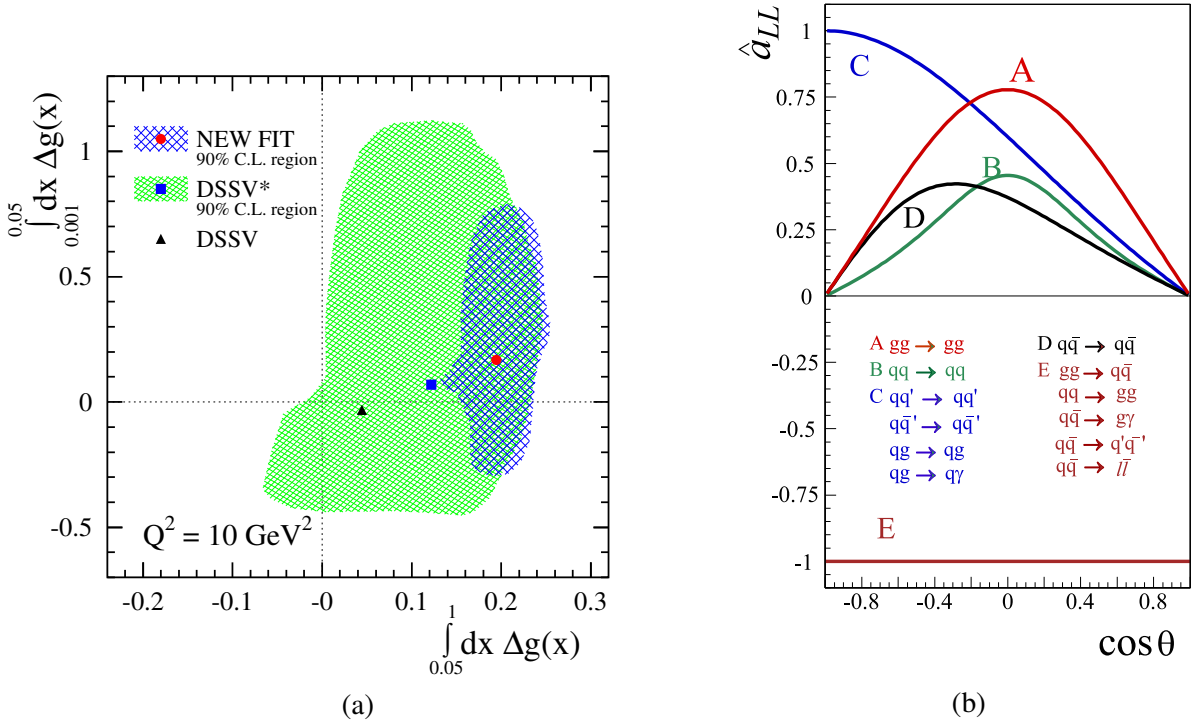 NEW FIT
90% C.L. region
DSSV*
90% C.L. region
DSSV
∫ dx Δg(x)
0.05
0.001
1
0.5
0
-0.5
Q² = 10 GeV²
-0.2 -0 0.1 0.2 0.3
∫ dx Δg(x)
1
0.05
(a)
â_LL
1
0.75
0.5
0.25
0
-0.25
-0.5
-0.75
-1
C
A
B
D
A gg → gg
B qq → qq
C qq' → qq'
qq̄' → qq̄'
qg → qg
qg → qγ
D qq̄ → qq̄
E gg → qq̄
qq → gg
qq̄ → gγ
qq̄ → q'q̄'
qq̄ → ll̄
E
-0.8 -0.4 0 0.4 0.8
cos θ
(b)